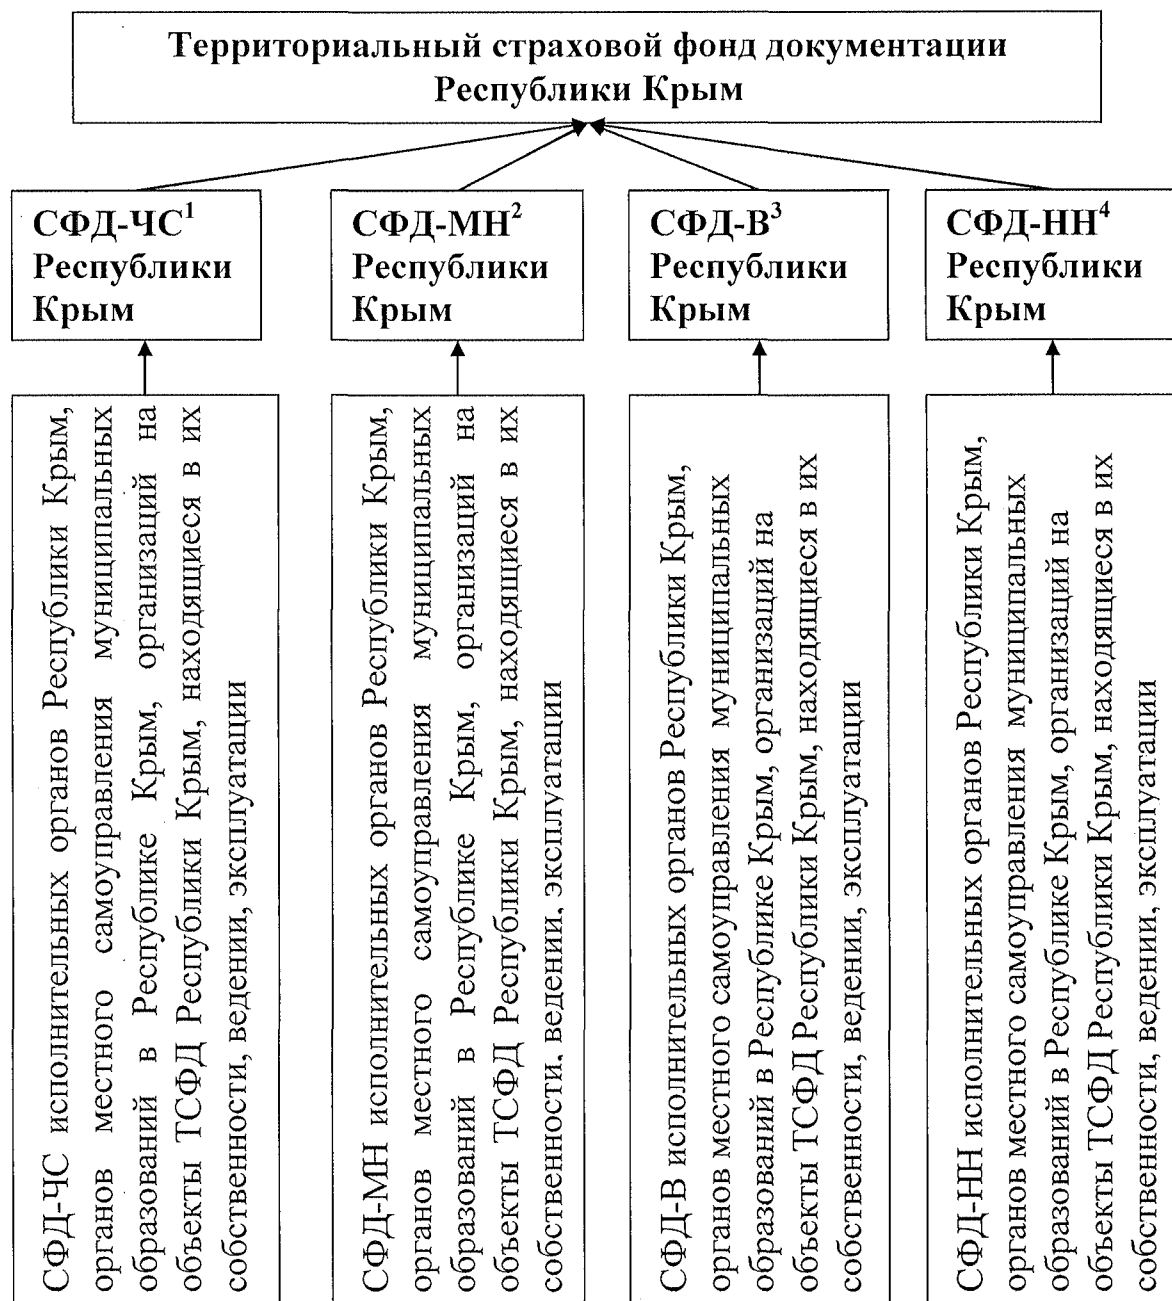 Территориальный страховой фонд документации
Республики Крым
СФД-ЧС¹
Республики
Крым
СФД-МН²
Республики
Крым
СФД-В³
Республики
Крым
СФД-НН⁴
Республики
Крым
СФД-ЧС исполнительных органов Республики Крым,
органов местного самоуправления муниципальных
образований в Республике Крым, организаций на
объекты ТСФД Республики Крым, находящиеся в их
собственности, ведении, эксплуатации
СФД-МН исполнительных органов Республики Крым,
органов местного самоуправления муниципальных
образований в Республике Крым, организаций на
объекты ТСФД Республики Крым, находящиеся в их
собственности, ведении, эксплуатации
СФД-В исполнительных органов Республики Крым,
органов местного самоуправления муниципальных
образований в Республике Крым, организаций на
объекты ТСФД Республики Крым, находящиеся в их
собственности, ведении, эксплуатации
СФД-НН исполнительных органов Республики Крым,
органов местного самоуправления муниципальных
образований в Республике Крым, организаций на
объекты ТСФД Республики Крым, находящиеся в их
собственности, ведении, эксплуатации